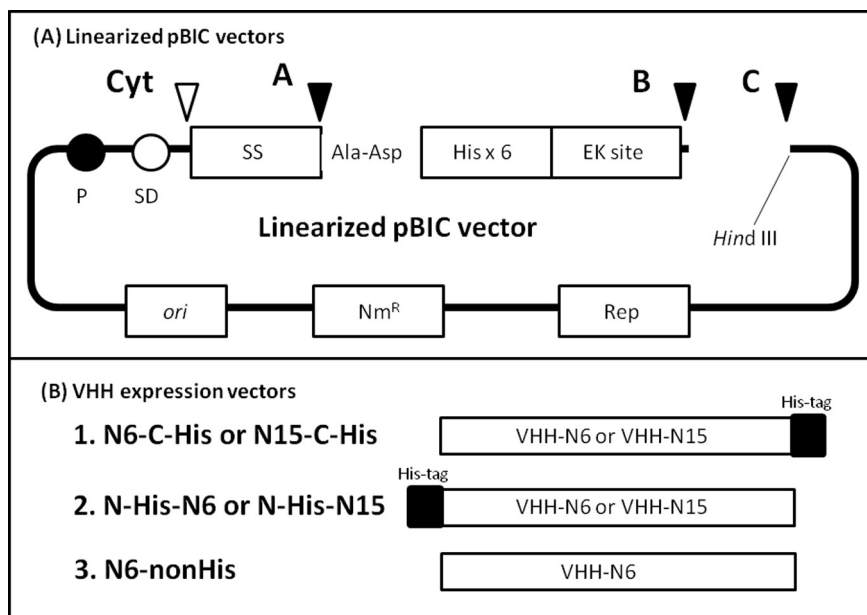 (A) Linearized pBIC vectors
Cyt A B C
SS Ala-Asp His x 6 EK site
P SD
Linearized pBIC vector
Hind III
ori Nm^R Rep
(B) VHH expression vectors
His-tag
1. N6-C-His or N15-C-His VHH-N6 or VHH-N15
His-tag
2. N-His-N6 or N-His-N15 VHH-N6 or VHH-N15
3. N6-nonHis VHH-N6